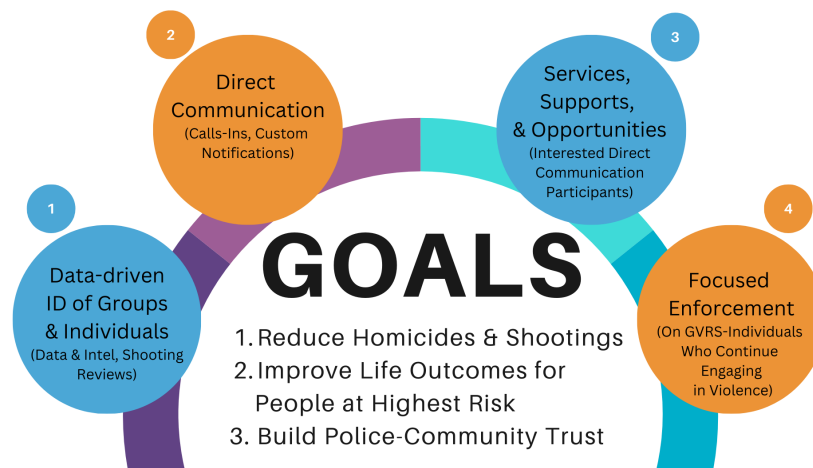 1
Data-driven
ID of Groups
& Individuals
(Data & Intel, Shooting
Reviews)
2
Direct
Communication
(Calls-Ins, Custom
Notifications)
3
Services,
Supports,
& Opportunities
(Interested Direct
Communication
Participants)
4
Focused
Enforcement
(On GVRS-Individuals
Who Continue
Engaging
in Violence)
GOALS
1. Reduce Homicides & Shootings
2. Improve Life Outcomes for
People at Highest Risk
3. Build Police-Community Trust